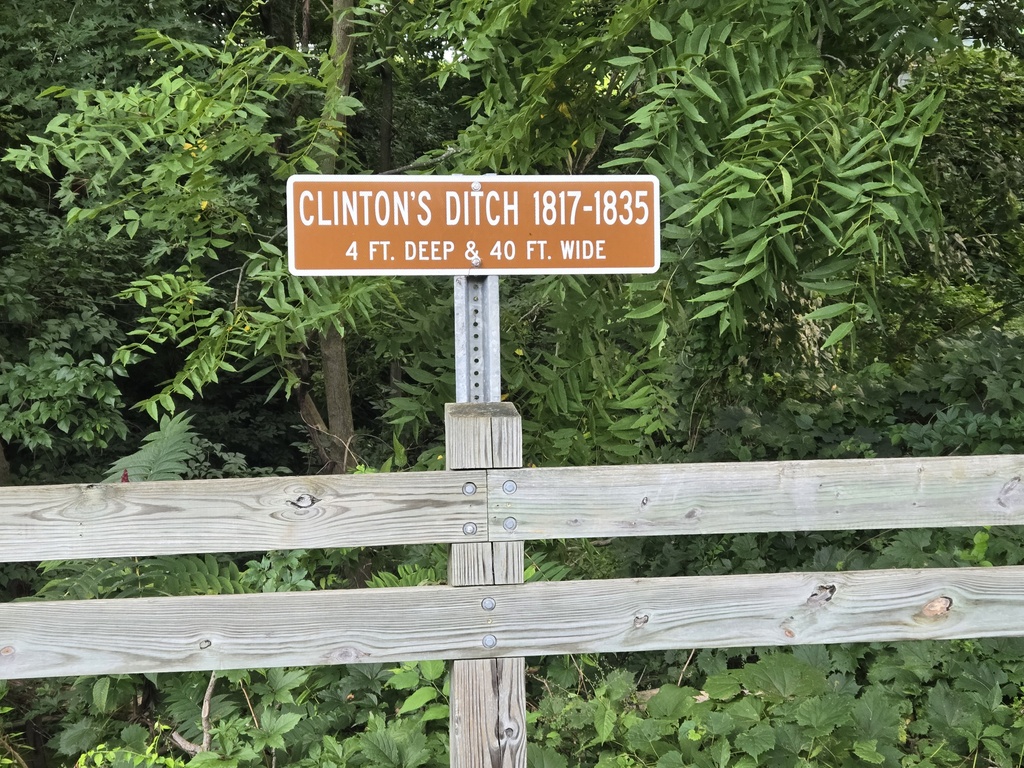 CLINTON'S DITCH 1817-1835
4 FT. DEEP & 40 FT. WIDE